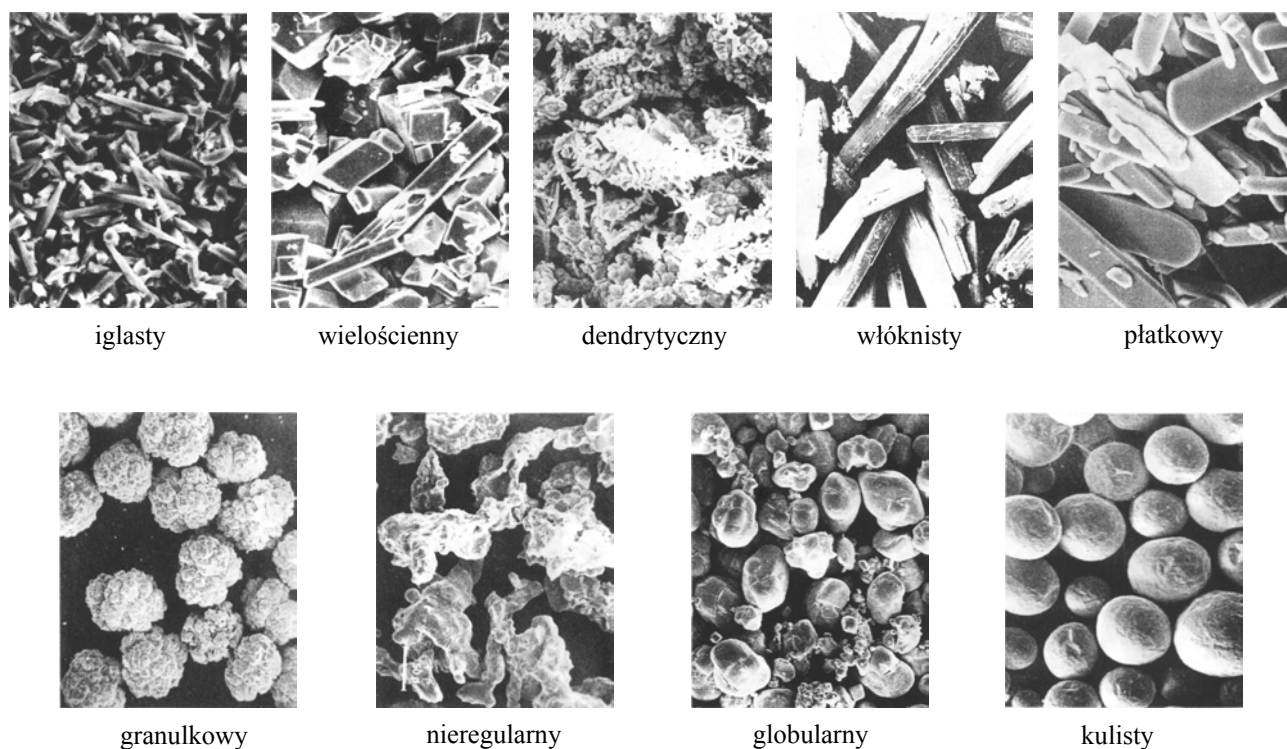 iglasty
wielościenny
dendrytyczny
włóknisty
płatkowy
granulkowy
nieregularny
globularny
kulisty